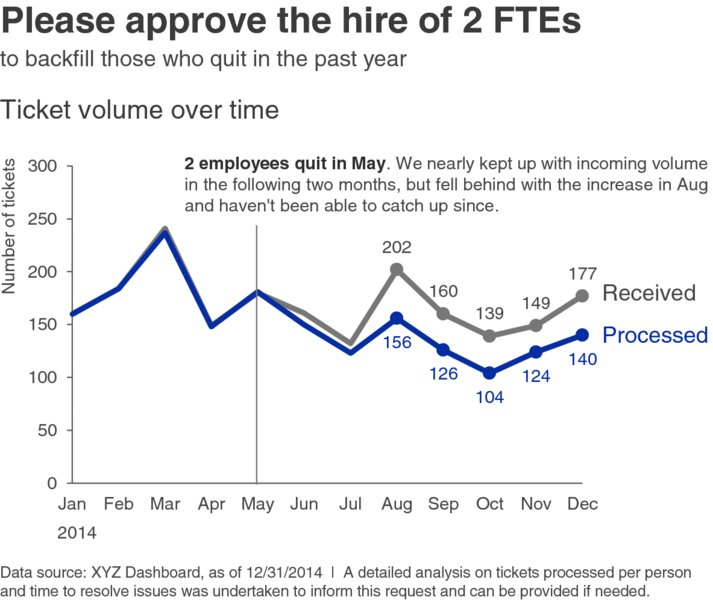 Please approve the hire of 2 FTEs
to backfill those who quit in the past year
Ticket volume over time
2 employees quit in May. We nearly kept up with incoming volume
in the following two months, but fell behind with the increase in Aug
and haven't been able to catch up since.
Number of tickets
300
250
200
150
100
50
0
202
160
139
149
177
Received
156
126
104
124
140
Processed
Jan Feb Mar Apr May Jun Jul Aug Sep Oct Nov Dec
2014
Data source: XYZ Dashboard, as of 12/31/2014 | A detailed analysis on tickets processed per person
and time to resolve issues was undertaken to inform this request and can be provided if needed.